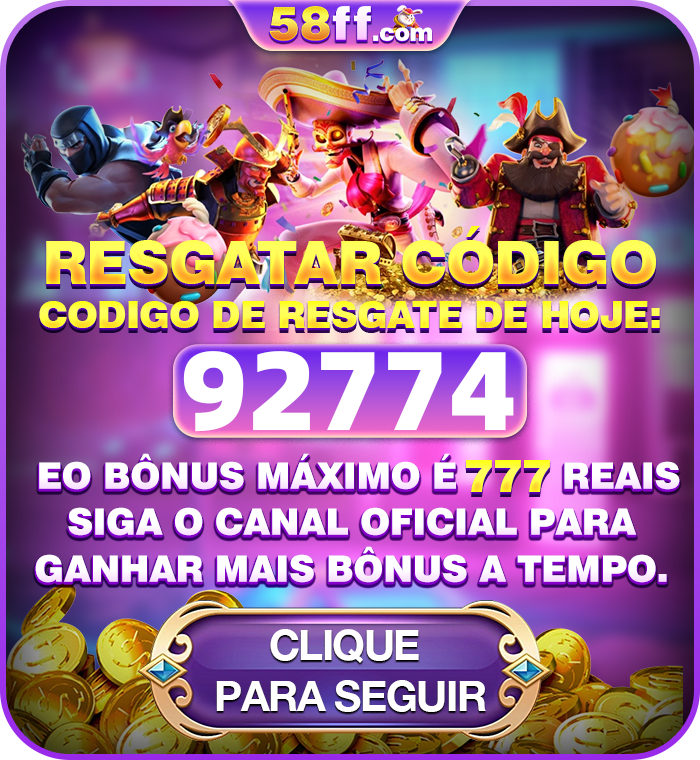 58ff.com
RESGATAR CÓDIGO
CODIGO DE RESGATE DE HOJE:
92774
EO BÔNUS MÁXIMO É 777 REAIS
SIGA O CANAL OFICIAL PARA
GANHAR MAIS BÔNUS A TEMPO.
CLIQUE
PARA SEGUIR